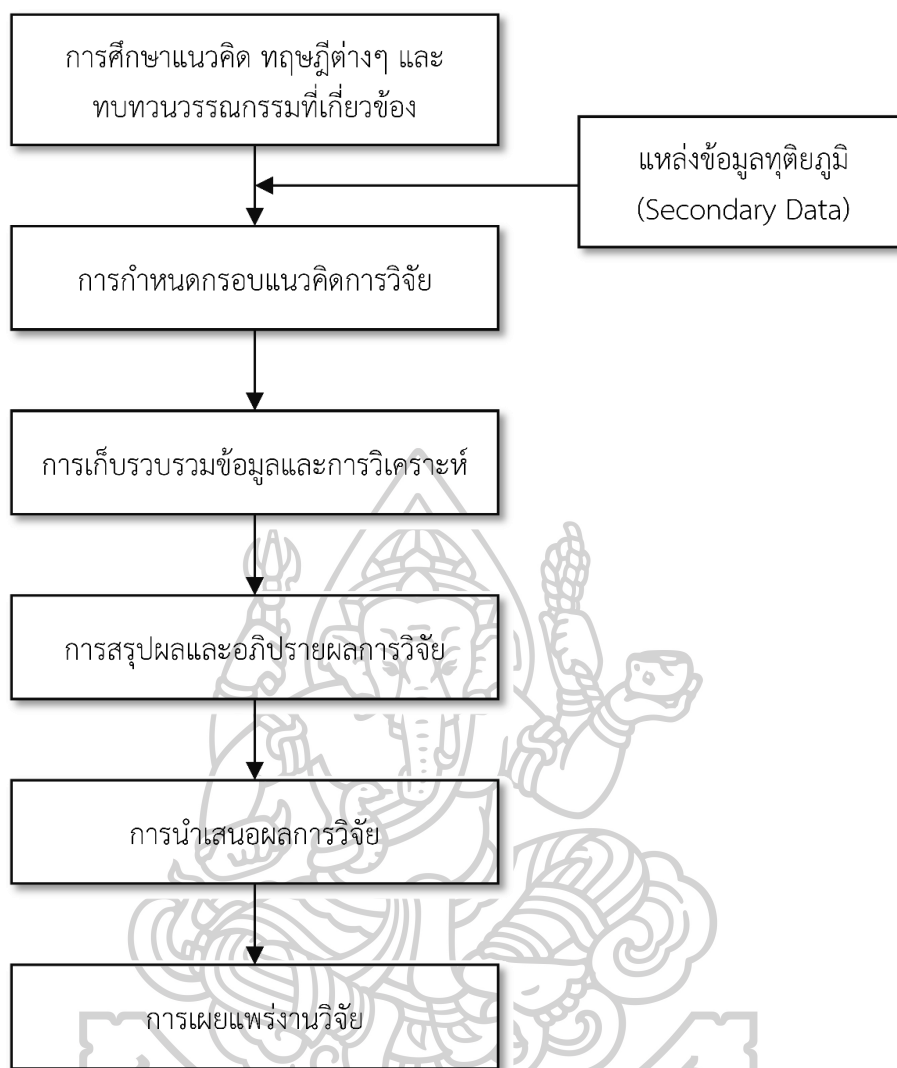 การศึกษาแนวคิด ทฤษฎีต่างๆ และ
ทบทวนวรรณกรรมที่เกี่ยวข้อง
แหล่งข้อมูลทุติยภูมิ
(Secondary Data)
การกำหนดกรอบแนวคิดการวิจัย
การเก็บรวบรวมข้อมูลและการวิเคราะห์
การสรุปผลและอภิปรายผลการวิจัย
การนำเสนอผลการวิจัย
การเผยแพร่งานวิจัย